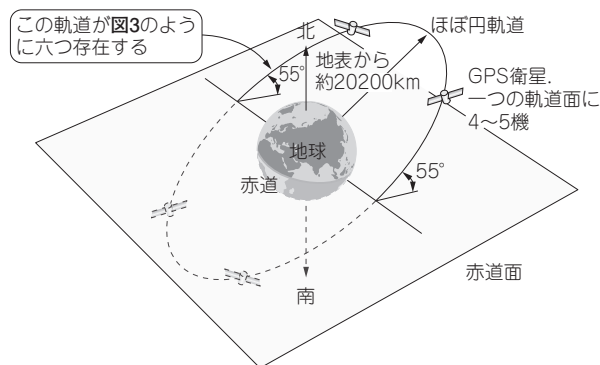 この軌道が図3のよう
に六つ存在する
北
ほぼ円軌道
55°
地表から
約20200km
GPS衛星.
一つの軌道面に
4～5機
地球
赤道
55°
赤道面
南